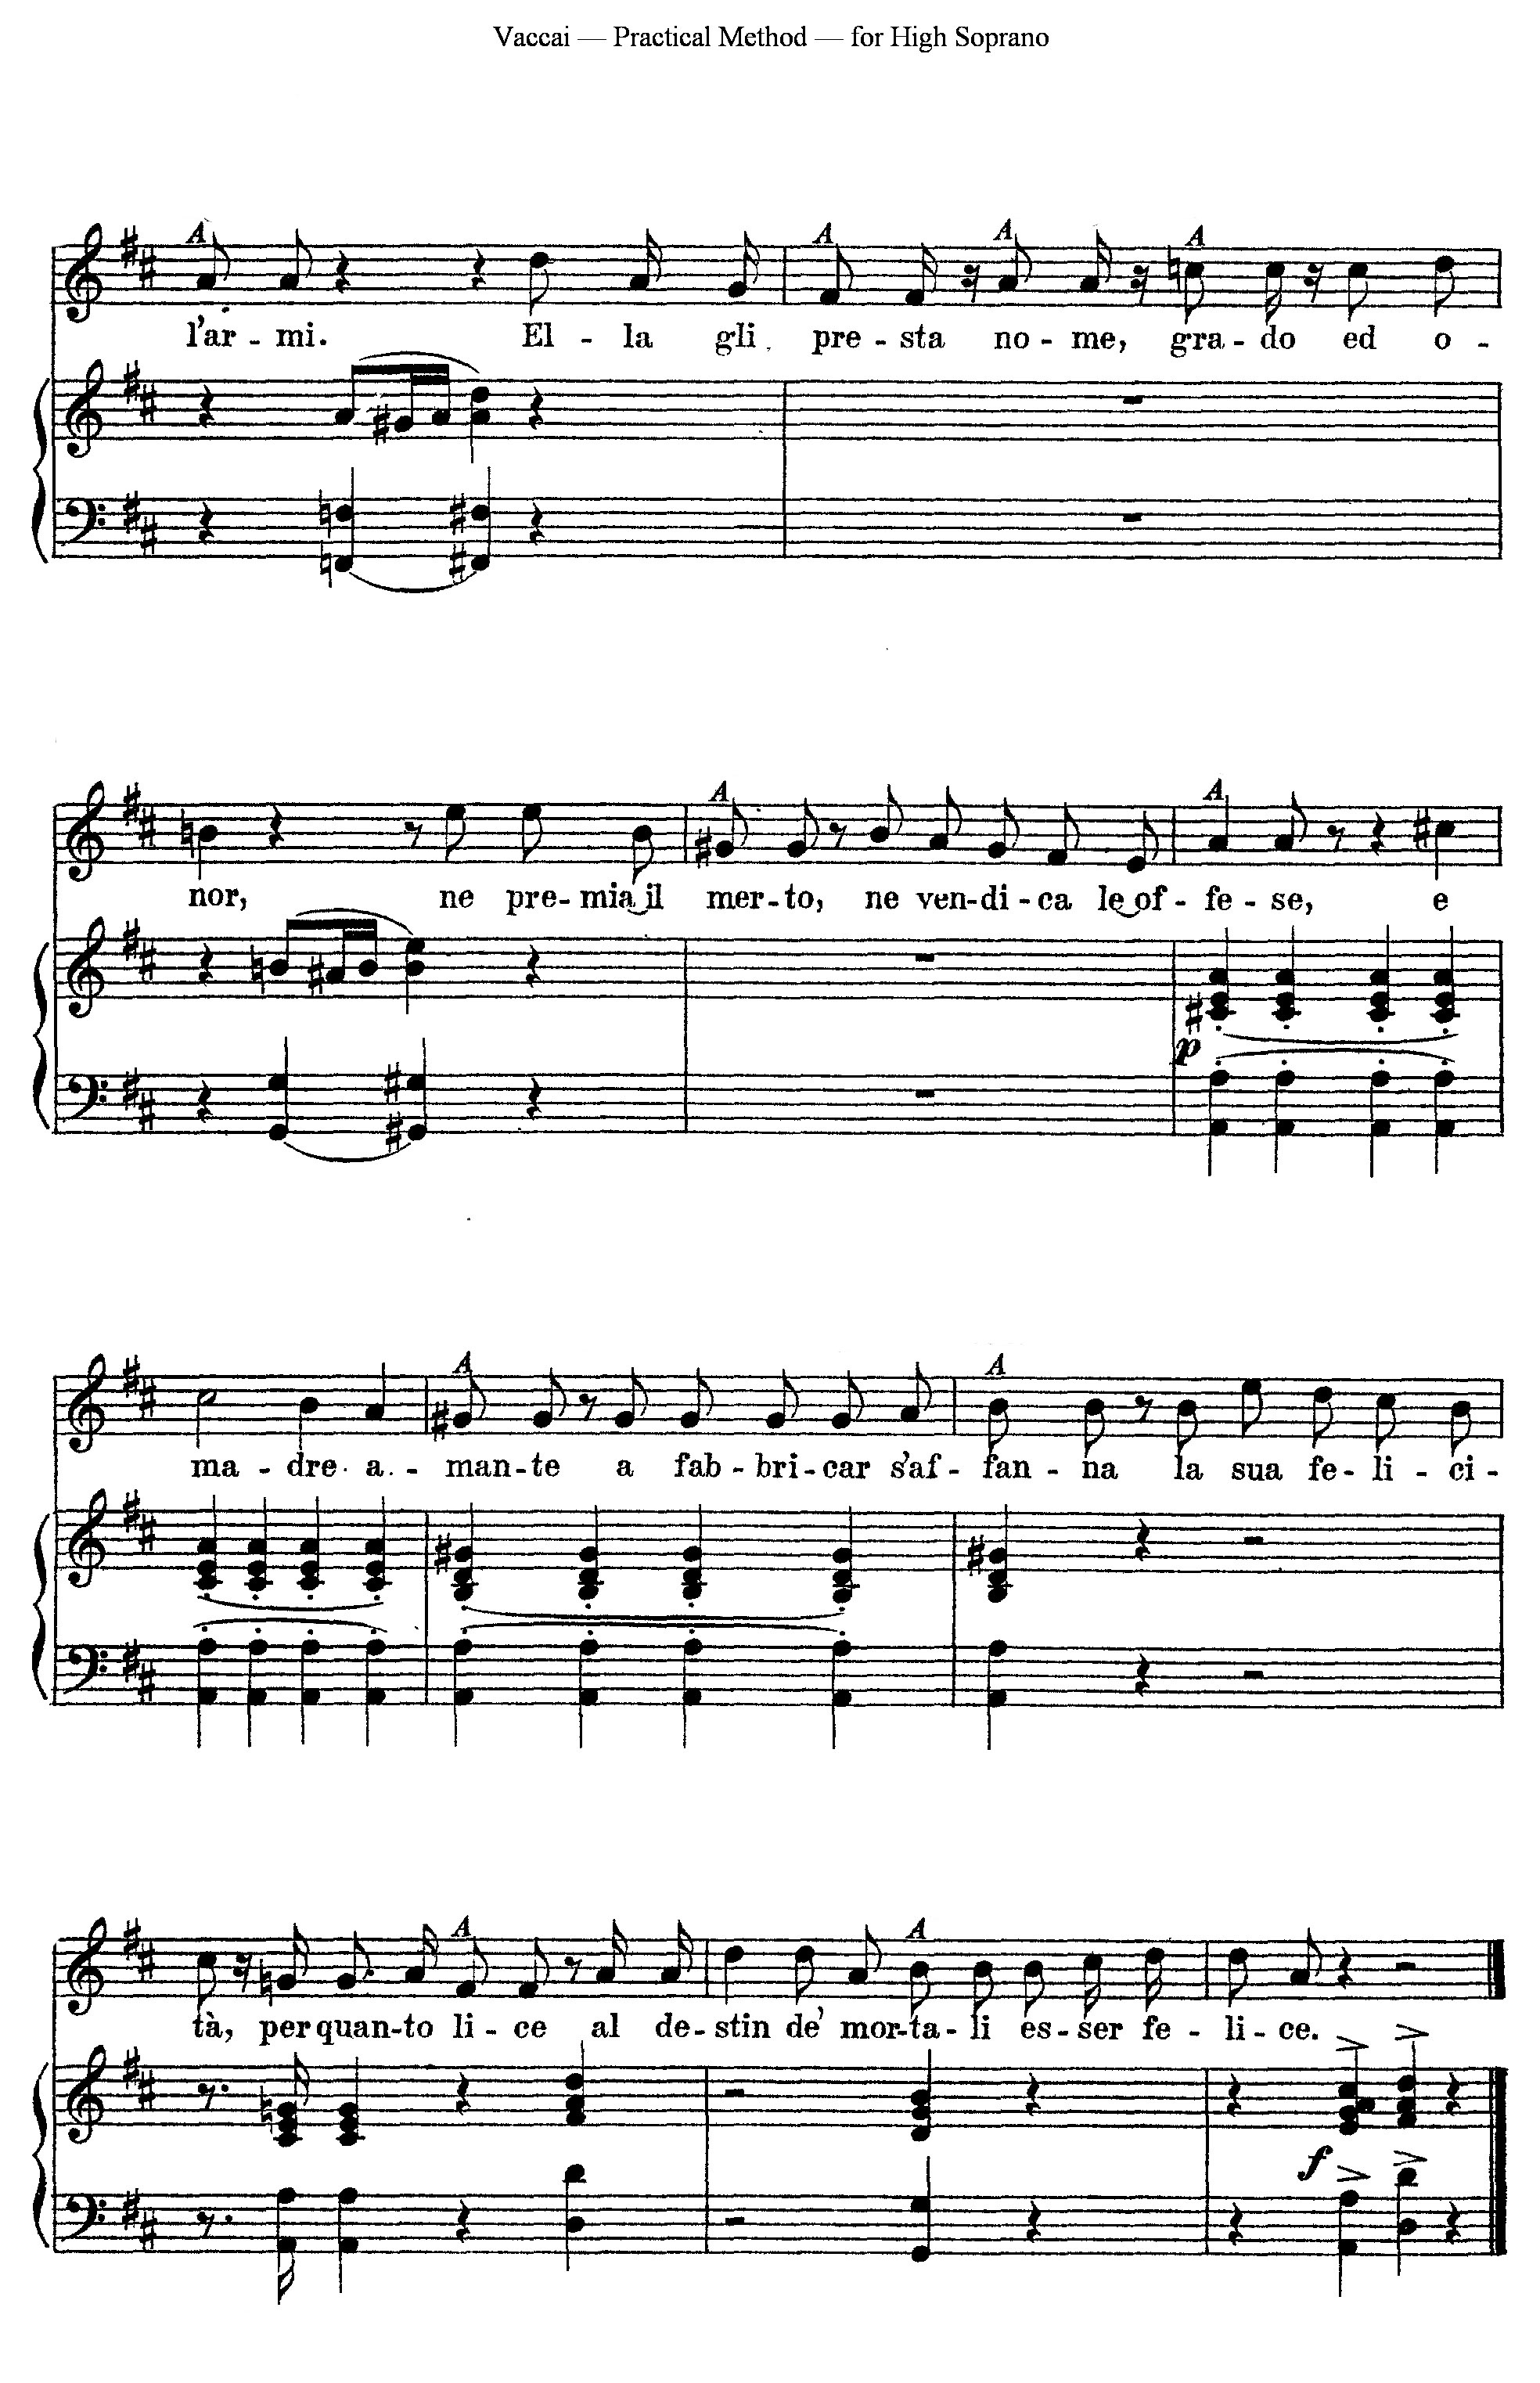 Vaccai — Practical Method — for High Soprano
A A A A
l'ar - mi. El - la gli pre - sta no - me, gra - do ed o -
A A
nor, ne pre - mia il mer - to, ne ven - di - ca le of - fe - se, e
p
A A
ma - dre a - man - te a fab - bri - car s'af - fan - na la sua fe - li - ci -
A A
tà, per quan - to li - ce al de - stin de' mor - ta - li es - ser fe - li - ce.
f